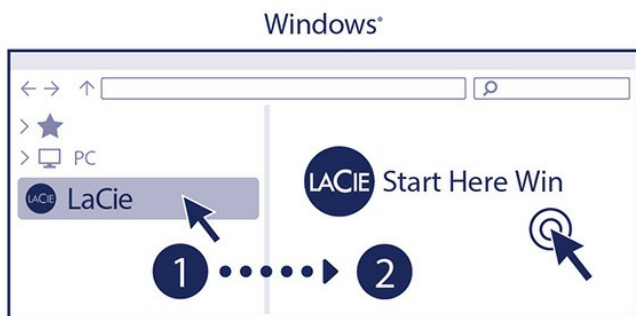 Windows®
PC
LACIE LaCie
LACIE Start Here Win
1 2